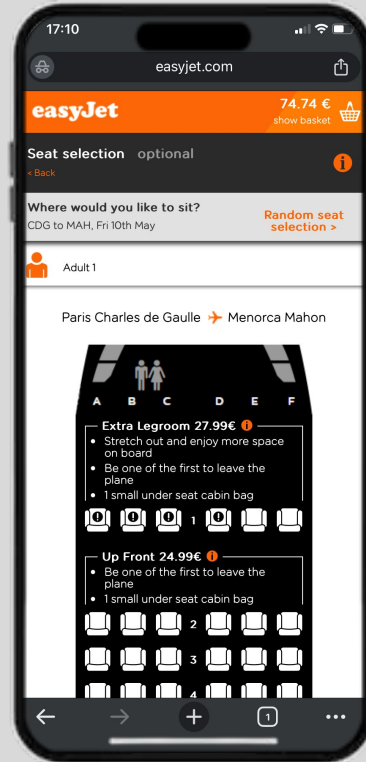 17:10
easyjet.com
easyJet
74.74 €
show basket
Seat selection optional
< Back
Where would you like to sit?
CDG to MAH, Fri 10th May
Random seat
selection >
Adult 1
Paris Charles de Gaulle Menorca Mahon
A B C D E F
Extra Legroom 27.99€
Stretch out and enjoy more space
on board
Be one of the first to leave the
plane
1 small under seat cabin bag
1
Up Front 24.99€
Be one of the first to leave the
plane
1 small under seat cabin bag
2
3
4
1